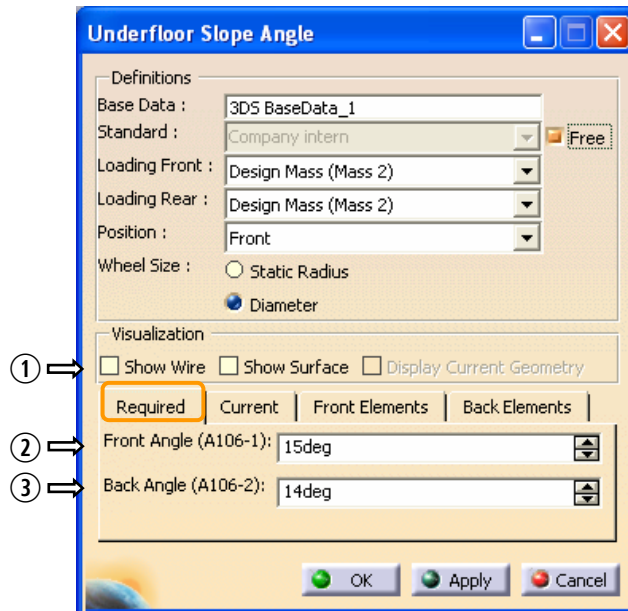 Underfloor Slope Angle
Definitions
Base Data : 3DS BaseData_1
Standard : Company intern Free
Loading Front : Design Mass (Mass 2)
Loading Rear : Design Mass (Mass 2)
Position : Front
Wheel Size : Static Radius
Diameter
Visualization
① Show Wire Show Surface Display Current Geometry
Required Current Front Elements Back Elements
② Front Angle (A106-1): 15deg
③ Back Angle (A106-2): 14deg
OK Apply Cancel